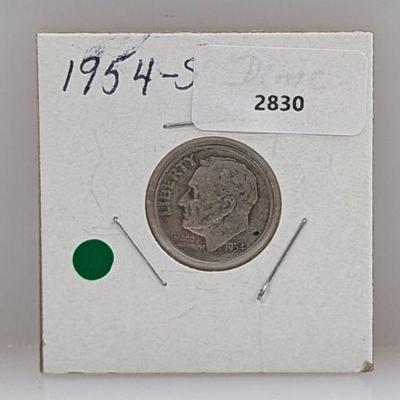 1954-S Dime
2830
LIBERTY
IN GOD
WE TRUST
1954